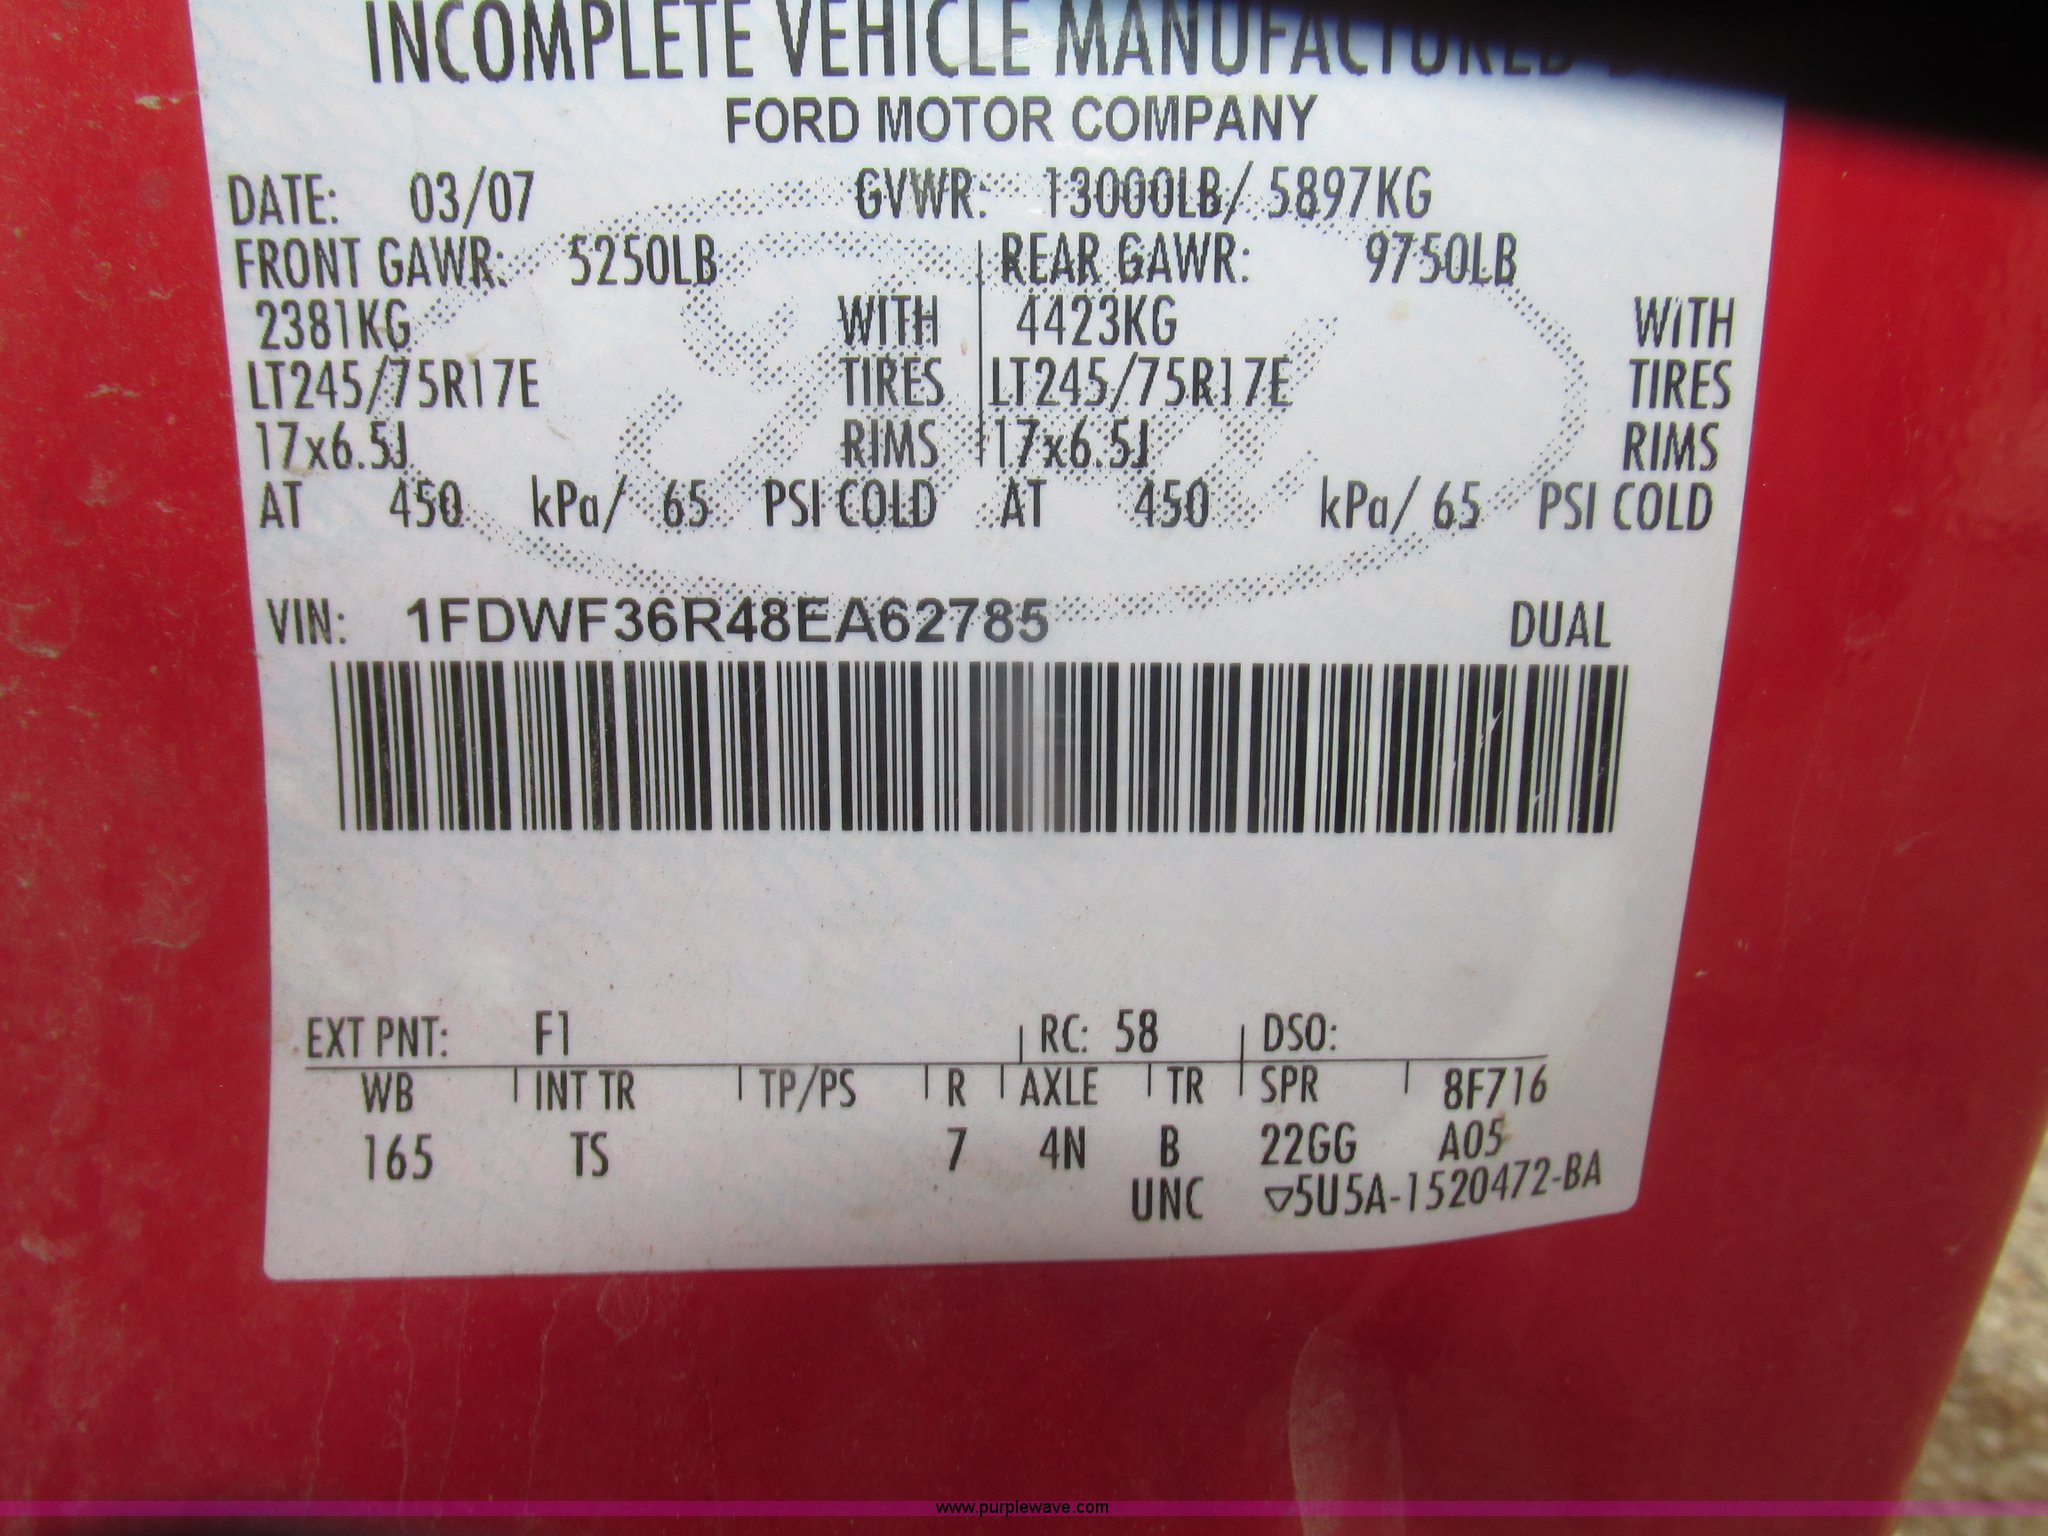 INCOMPLETE VEHICLE MANUFACTURED
FORD MOTOR COMPANY
DATE: 03/07 GVWR: 13000LB/ 5897KG
FRONT GAWR: 5250LB REAR GAWR: 9750LB
2381KG WITH 4423KG WITH
LT245/75R17E TIRES LT245/75R17E TIRES
17x6.5J RIMS 17x6.5J RIMS
AT 450 kPa/ 65 PSI COLD AT 450 kPa/ 65 PSI COLD
VIN: 1FDWF36R48EA62785 DUAL
EXT PNT: F1 RC: 58 DSO:
WB INT TR TP/PS R AXLE TR SPR 8F716
165 TS 7 4N B 22GG A05
UNC ▽5U5A-1520472-BA
www.purplewave.com